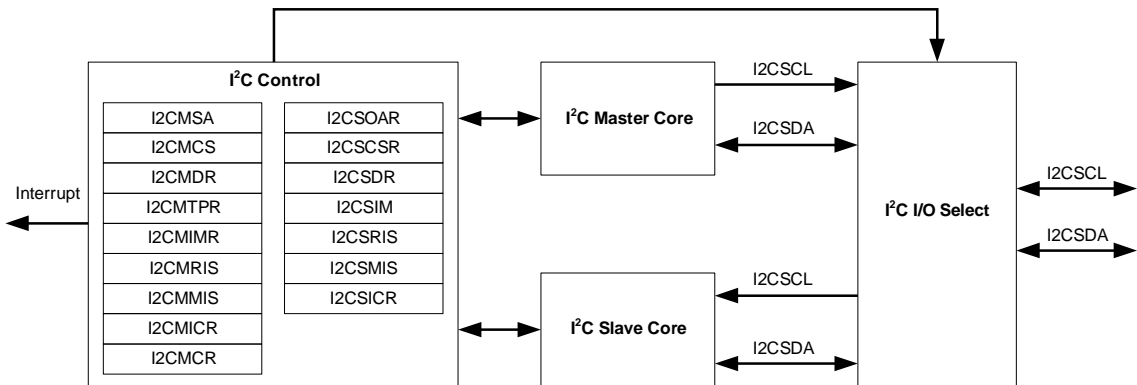 I²C Control
I2CMSA
I2CMCS
I2CMDR
I2CMTPR
I2CMIMR
I2CMRIS
I2CMMIS
I2CMICR
I2CMCR
I2CSOAR
I2CSCSR
I2CSDR
I2CSIM
I2CSRIS
I2CSMIS
I2CSICR
Interrupt
I²C Master Core
I2CSCL
I2CSDA
I²C Slave Core
I2CSCL
I2CSDA
I²C I/O Select
I2CSCL
I2CSDA